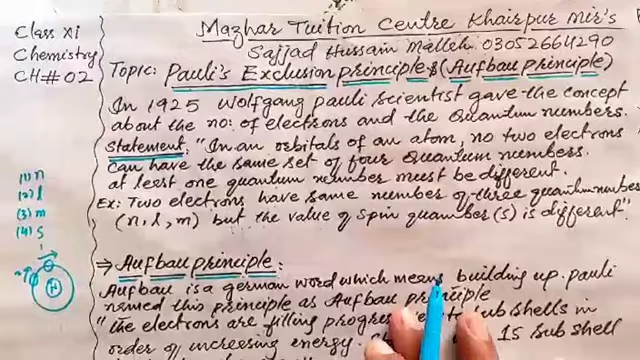 Class XI
Chemistry
CH#02
Mazhar Tuition Centre Khairpur Mir's
Sajjad Hussain Mallah 03052664290
Topic: Pauli's Exclusion principle & (Aufbau principle)
In 1925 Wolfgang pauli scientist gave the concept
about the no: of electrons and the Quantum numbers.
Statement: "In an orbitals of an atom, no two electrons
can have the same set of four Quantum numbers.
at least one quantum number must be different.
Ex: Two electrons have same number of three quantum number
(n, l, m) but the value of spin quamber (s) is different".
(1) n
(2) l
(3) m
(4) s
⇒ Aufbau principle:
Aufbau is a german word which means building up. pauli
named this principle as Aufbau principle
"the electrons are filling sub shells in
order of increasing energy. 1s sub shell